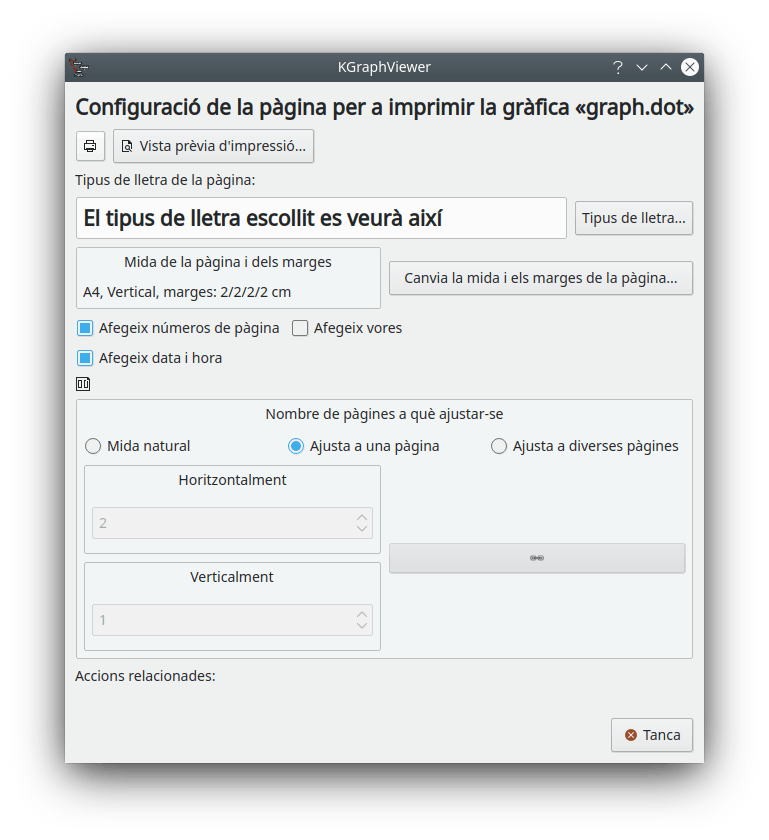 KGraphViewer
Configuració de la pàgina per a imprimir la gràfica «graph.dot»
Vista prèvia d'impressió...
Tipus de lletra de la pàgina:
El tipus de lletra escollit es veurà així
Tipus de lletra...
Mida de la pàgina i dels marges
A4, Vertical, marges: 2/2/2/2 cm
Canvia la mida i els marges de la pàgina...
Afegeix números de pàgina
Afegeix vores
Afegeix data i hora
Nombre de pàgines a què ajustar-se
Mida natural
Ajusta a una pàgina
Ajusta a diverses pàgines
Horitzontalment
2
Verticalment
1
Accions relacionades:
Tanca